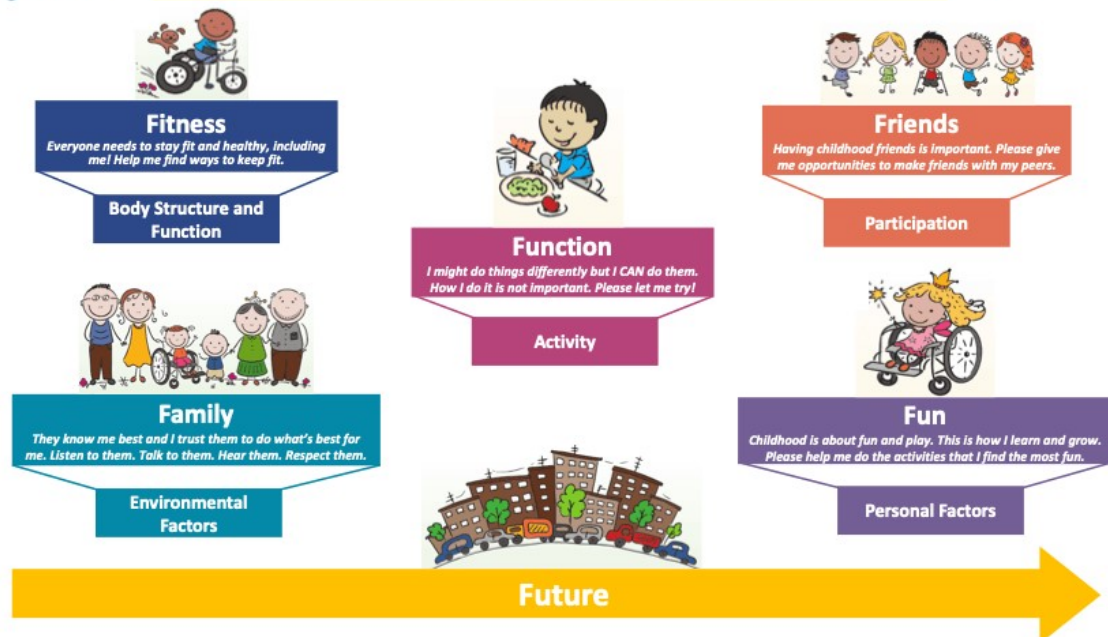 Fitness
Everyone needs to stay fit and healthy, including
me! Help me find ways to keep fit.
Body Structure and
Function
Function
I might do things differently but I CAN do them.
How I do it is not important. Please let me try!
Activity
Friends
Having childhood friends is important. Please give
me opportunities to make friends with my peers.
Participation
Family
They know me best and I trust them to do what's best for
me. Listen to them. Talk to them. Hear them. Respect them.
Environmental
Factors
Fun
Childhood is about fun and play. This is how I learn and grow.
Please help me do the activities that I find the most fun.
Personal Factors
Future